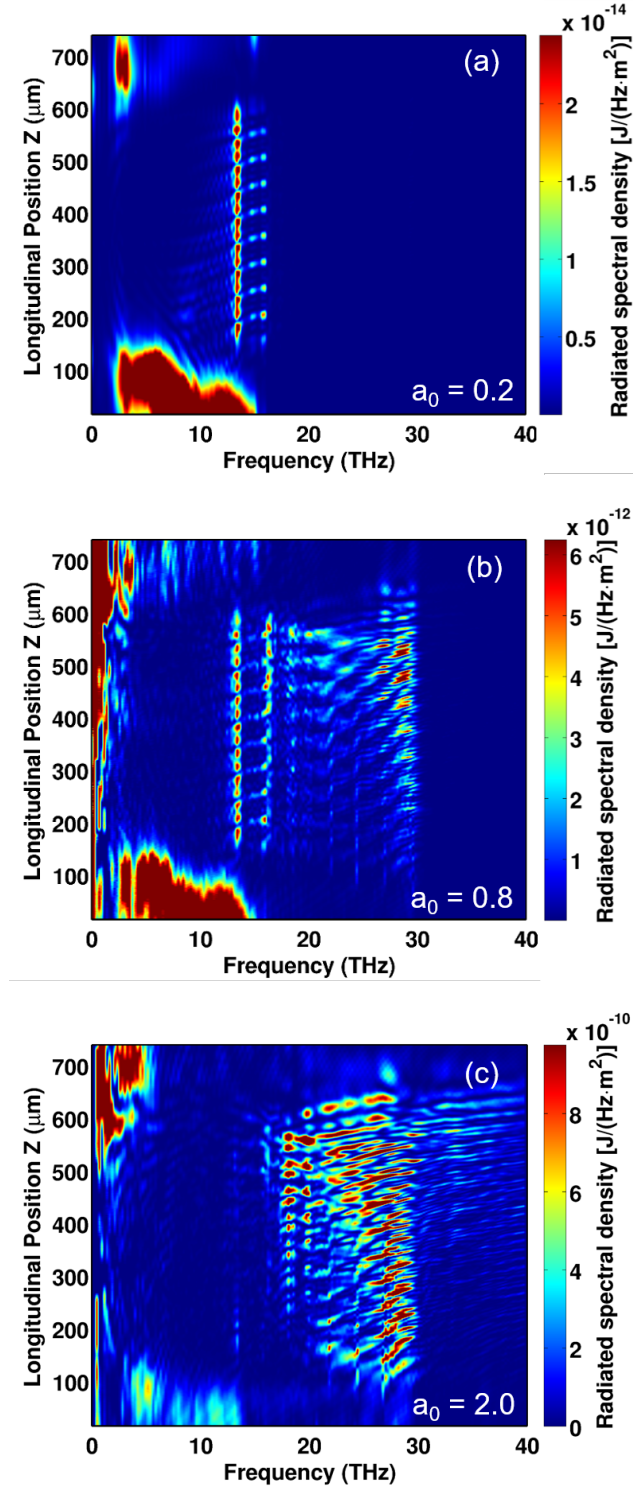 x 10^-14
(a)
Longitudinal Position Z (μm)
700
600
500
400
300
200
100
a₀ = 0.2
0 10 20 30 40
Frequency (THz)
2
1.5
1
0.5
Radiated spectral density [J/(Hz·m²)]
x 10^-12
(b)
Longitudinal Position Z (μm)
700
600
500
400
300
200
100
a₀ = 0.8
0 10 20 30 40
Frequency (THz)
6
5
4
3
2
1
Radiated spectral density [J/(Hz·m²)]
x 10^-10
(c)
Longitudinal Position Z (μm)
700
600
500
400
300
200
100
a₀ = 2.0
0 10 20 30 40
Frequency (THz)
8
6
4
2
0
Radiated spectral density [J/(Hz·m²)]